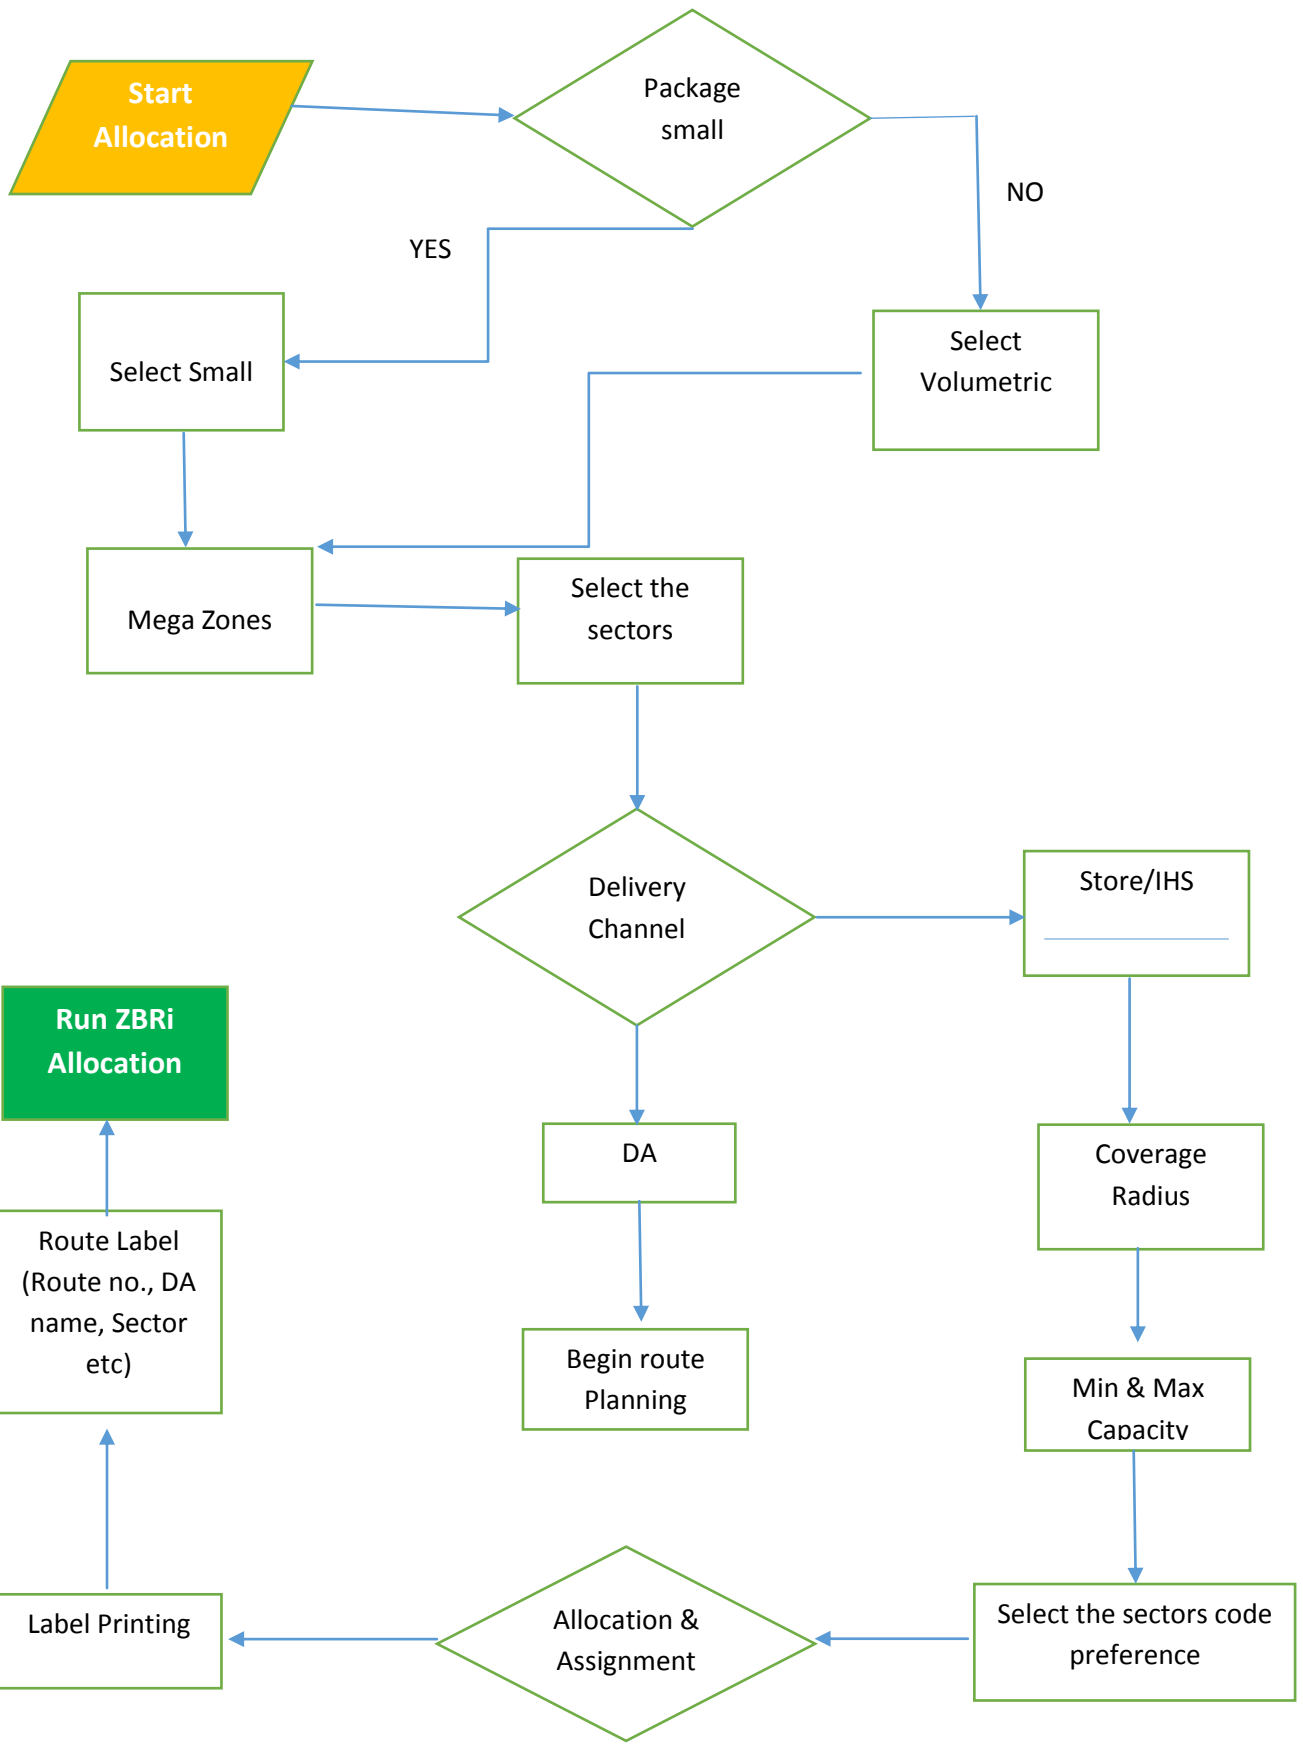 Start
Allocation
Package
small
NO
YES
Select Small
Select
Volumetric
Mega Zones
Select the
sectors
Delivery
Channel
Store/IHS
Run ZBRi
Allocation
DA
Coverage
Radius
Route Label
(Route no., DA
name, Sector
etc)
Begin route
Planning
Min & Max
Capacity
Label Printing
Allocation &
Assignment
Select the sectors code
preference